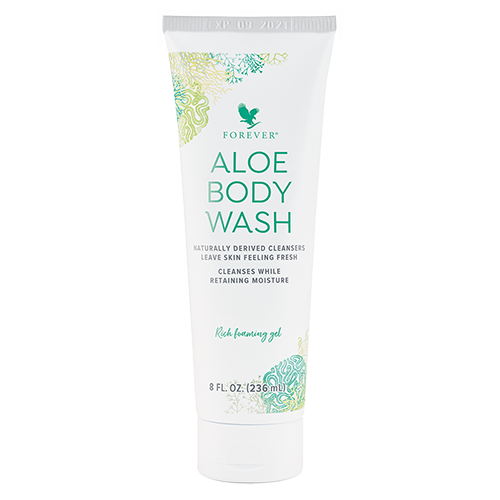 EXP 09 2021
FOREVER®
ALOE
BODY
WASH
NATURALLY DERIVED CLEANSERS
LEAVE SKIN FEELING FRESH
CLEANSES WHILE
RETAINING MOISTURE
Rich foaming gel
8 FL. OZ. (236 mL)